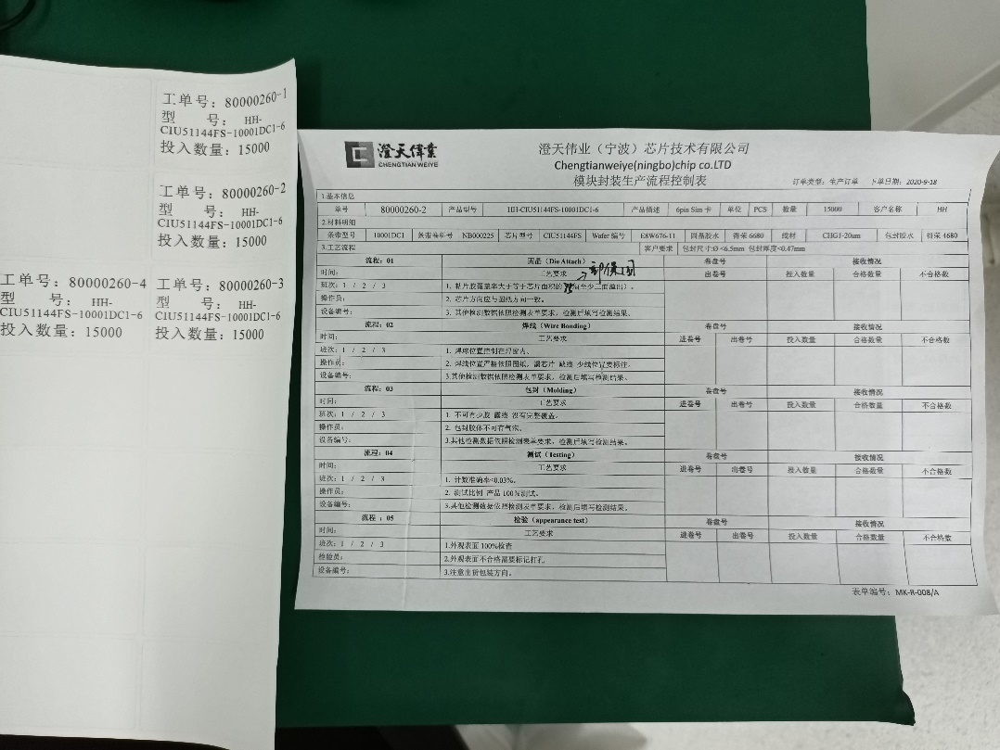 工单号：80000260-1
型 号：HH-
CIU51144FS-10001DC1-6
投入数量：15000
工单号：80000260-2
型 号：HH-
CIU51144FS-10001DC1-6
投入数量：15000
工单号：80000260-4
型 号：HH-
CIU51144FS-10001DC1-6
投入数量：15000
工单号：80000260-3
型 号：HH-
CIU51144FS-10001DC1-6
投入数量：15000
澄天偉業
CHENGTIAN WEIYE
澄天伟业（宁波）芯片技术有限公司
Chengtianweiye(ningbo)chip co.LTD
模块封装生产流程控制表
订单类型：生产订单 下单日期：2020-9-18
1.基本信息
单号 80000260-2 产品型号 HH-CIU51144FS-10001DC1-6 产品描述 6pin Sim 卡 单位 PCS 数量 15000 客户名称 HH
2.材料明细
条带型号 10001DC1 条带卷料号 NB000225 芯片型号 CIU51144FS Wafer 编号 E8W676-11 固晶胶水 得荣 6680 线材 CHG1-20um 包封胶水 得荣 4680
3.工艺流程 客户要求 包封尺寸:Ø<6.5mm 包封厚度<0.47mm
流程：01 固晶（Die Attach） 卷盘号 接收情况
时间： 工艺要求 出卷号 投入数量 合格数量 不合格数
班次：1 / 2 / 3 1. 粘片胶覆盖率大于等于芯片面积的 至少三面溢出）。
操作员： 2. 芯片方向应与图纸方向一致。
设备编号： 3. 其他检测数据依照检测表单要求，检测后填写检测结果。
流程：02 焊线（Wire Bonding） 卷盘号 接收情况
时间： 工艺要求 进卷号 出卷号 投入数量 合格数量 不合格数
班次：1 / 2 / 3 1. 焊球位置控制在焊窗内。
操作员： 2. 焊线位置严格依照图纸，漏芯片 缺线 少线位置要标注。
设备编号： 3.其他检测数据依照检测表单要求，检测后填写检测结果。
流程：03 包封（Molding） 卷盘号 接收情况
时间： 工艺要求 进卷号 出卷号 投入数量 合格数量 不合格数
班次：1 / 2 / 3 1. 不可有少胶 露线 没有完整覆盖。
操作员： 2. 包封胶体不可有气泡。
设备编号： 3.其他检测数据依照检测表单要求，检测后填写检测结果。
流程：04 测试（Testing） 卷盘号 接收情况
时间： 工艺要求 进卷号 出卷号 投入数量 合格数量 不合格数
班次：1 / 2 / 3 1. 计数准确率<0.03%。
操作员： 2. 测试比例 产品 100%测试。
设备编号： 3.其他检测数据依照检测表单要求，检测后填写检测结果。
流程：05 检验（appearance test） 卷盘号 接收情况
时间： 工艺要求 进卷号 出卷号 投入数量 合格数量 不合格数
班次：1 / 2 / 3 1.外观表面 100%检查
检验员： 2.外观表面不合格需要标记打孔
设备编号： 3.注意出货包装方向。
表单编号：MK-R-008/A